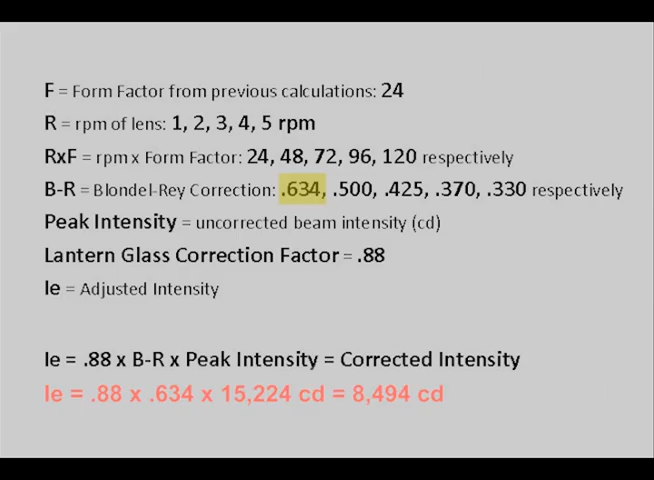 F = Form Factor from previous calculations: 24
R = rpm of lens: 1, 2, 3, 4, 5 rpm
RxF = rpm x Form Factor: 24, 48, 72, 96, 120 respectively
B-R = Blondel-Rey Correction: .634, .500, .425, .370, .330 respectively
Peak Intensity = uncorrected beam intensity (cd)
Lantern Glass Correction Factor = .88
Ie = Adjusted Intensity
Ie = .88 x B-R x Peak Intensity = Corrected Intensity
Ie = .88 x .634 x 15,224 cd = 8,494 cd